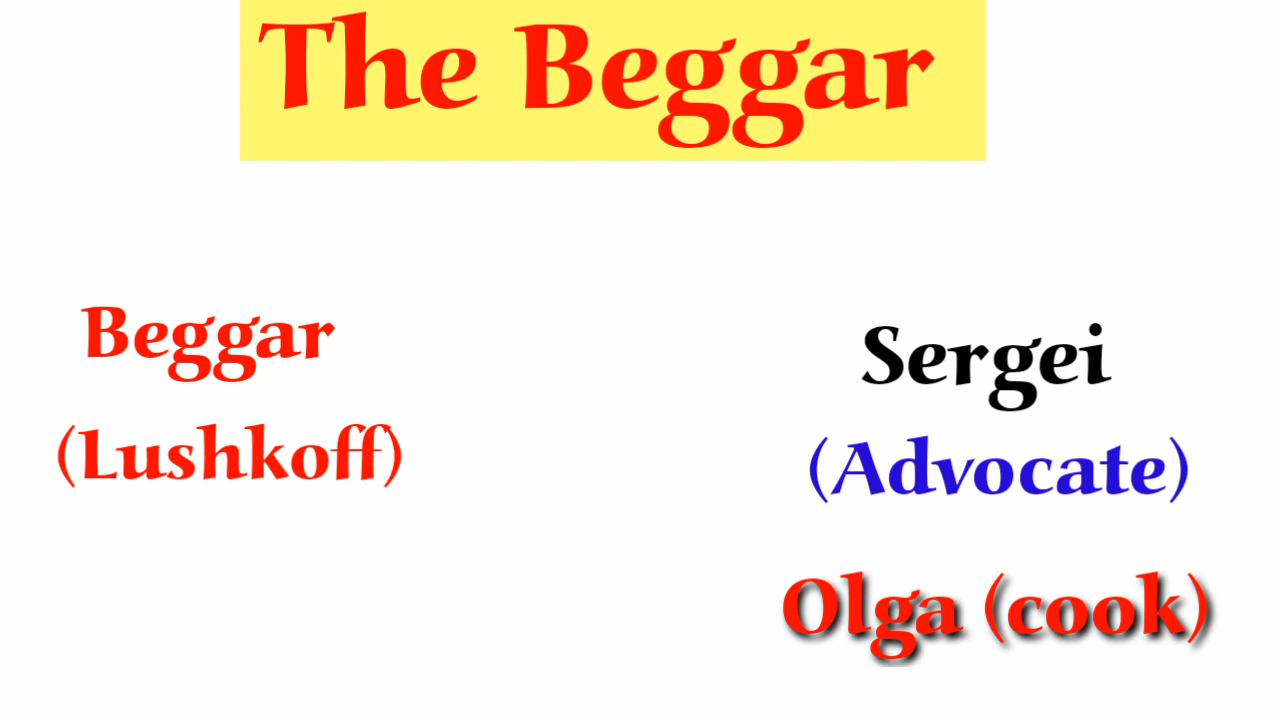 The Beggar
Beggar
(Lushkoff)
Sergei
(Advocate)
Olga (cook)